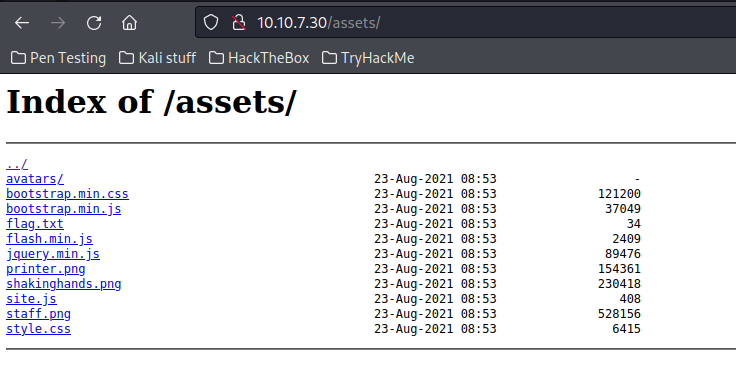 10.10.7.30/assets/
Pen Testing Kali stuff HackTheBox TryHackMe
Index of /assets/
../
avatars/ 23-Aug-2021 08:53 -
bootstrap.min.css 23-Aug-2021 08:53 121200
bootstrap.min.js 23-Aug-2021 08:53 37049
flag.txt 23-Aug-2021 08:53 34
flash.min.js 23-Aug-2021 08:53 2409
jquery.min.js 23-Aug-2021 08:53 89476
printer.png 23-Aug-2021 08:53 154361
shakinghands.png 23-Aug-2021 08:53 230418
site.js 23-Aug-2021 08:53 408
staff.png 23-Aug-2021 08:53 528156
style.css 23-Aug-2021 08:53 6415